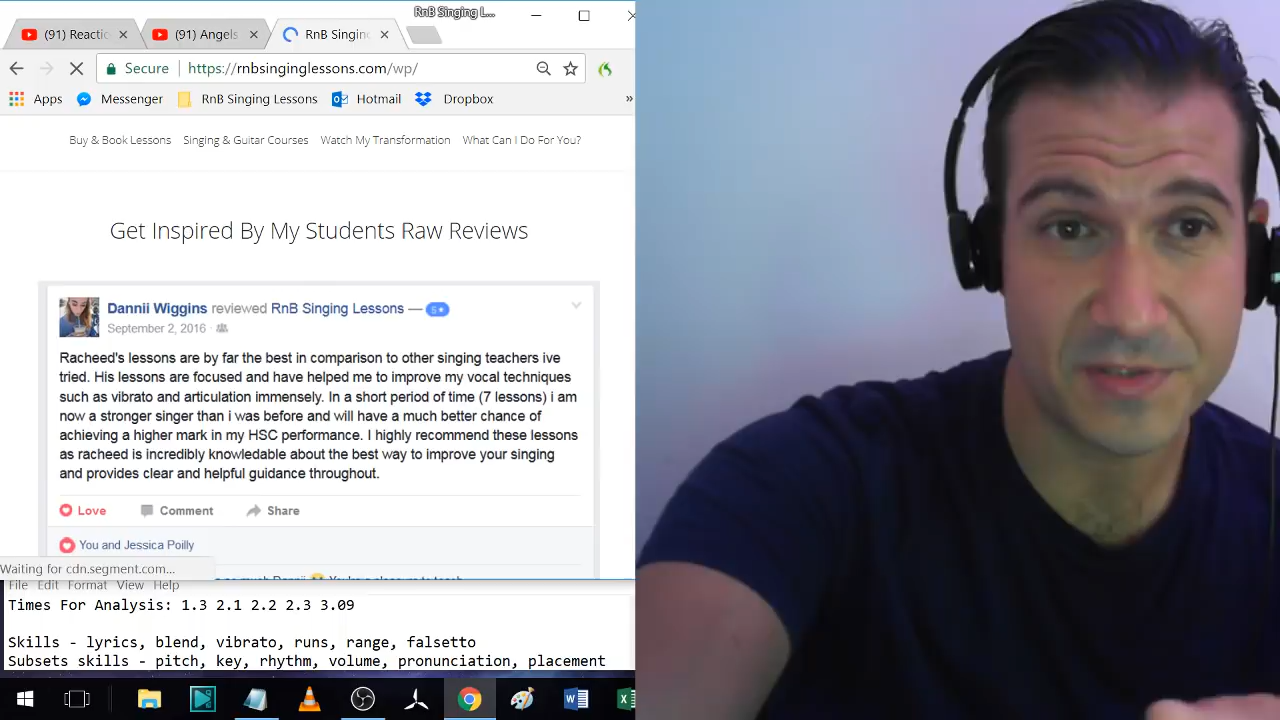 RnB Singing L...
(91) Reactic
(91) Angels
RnB Singing
Secure
https://rnbsinginglessons.com/wp/
Apps
Messenger
RnB Singing Lessons
Hotmail
Dropbox
»
Buy & Book Lessons
Singing & Guitar Courses
Watch My Transformation
What Can I Do For You?
Get Inspired By My Students Raw Reviews
Dannii Wiggins reviewed RnB Singing Lessons — 5★
September 2, 2016
Racheed's lessons are by far the best in comparison to other singing teachers ive
tried. His lessons are focused and have helped me to improve my vocal techniques
such as vibrato and articulation immensely. In a short period of time (7 lessons) i am
now a stronger singer than i was before and will have a much better chance of
achieving a higher mark in my HSC performance. I highly recommend these lessons
as racheed is incredibly knowledable about the best way to improve your singing
and provides clear and helpful guidance throughout.
Love
Comment
Share
You and Jessica Poilly
Waiting for cdn.segment.com...
File Edit Format View Help
Times For Analysis: 1.3 2.1 2.2 2.3 3.09
Skills - lyrics, blend, vibrato, runs, range, falsetto
Subsets skills - pitch, key, rhythm, volume, pronunciation, placement